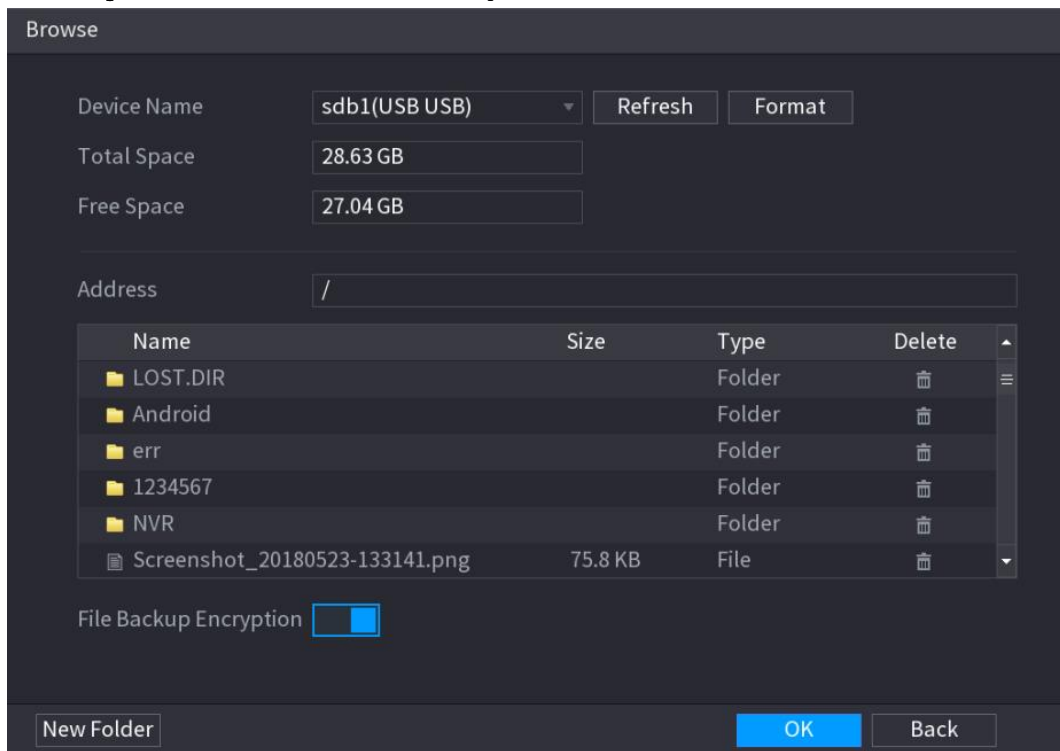 Browse
Device Name sdb1(USB USB) Refresh Format
Total Space 28.63 GB
Free Space 27.04 GB
Address /
Name Size Type Delete
LOST.DIR Folder
Android Folder
err Folder
1234567 Folder
NVR Folder
Screenshot_20180523-133141.png 75.8 KB File
File Backup Encryption
New Folder OK Back